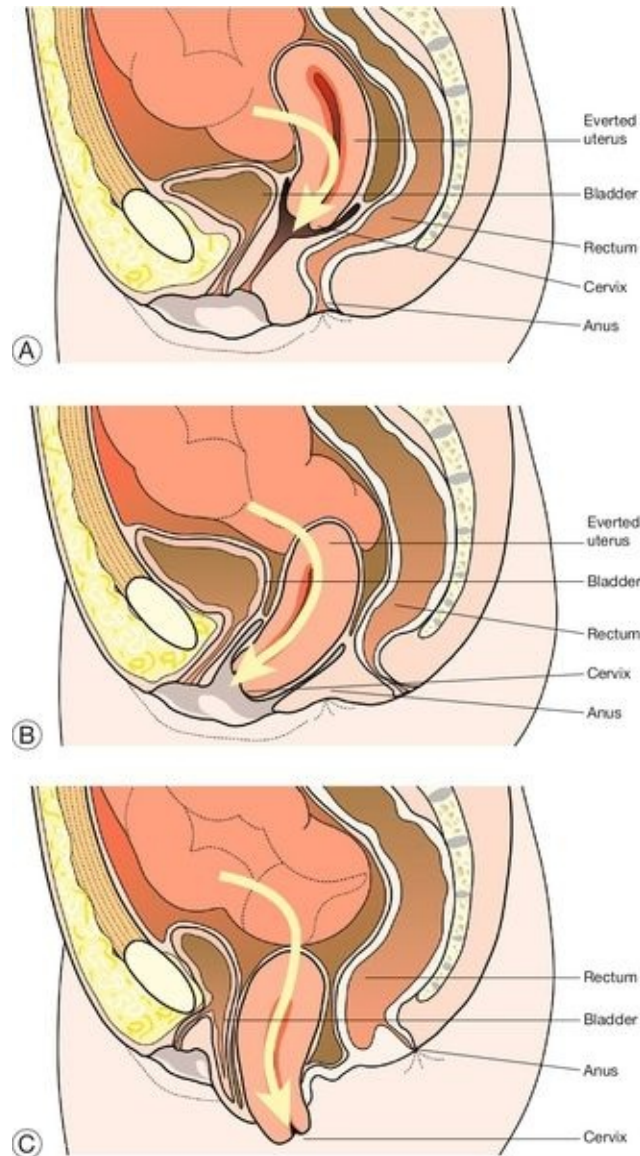 Everted
uterus
Bladder
Rectum
Cervix
Anus
A
Everted
uterus
Bladder
Rectum
Cervix
Anus
B
Rectum
Bladder
Anus
Cervix
C